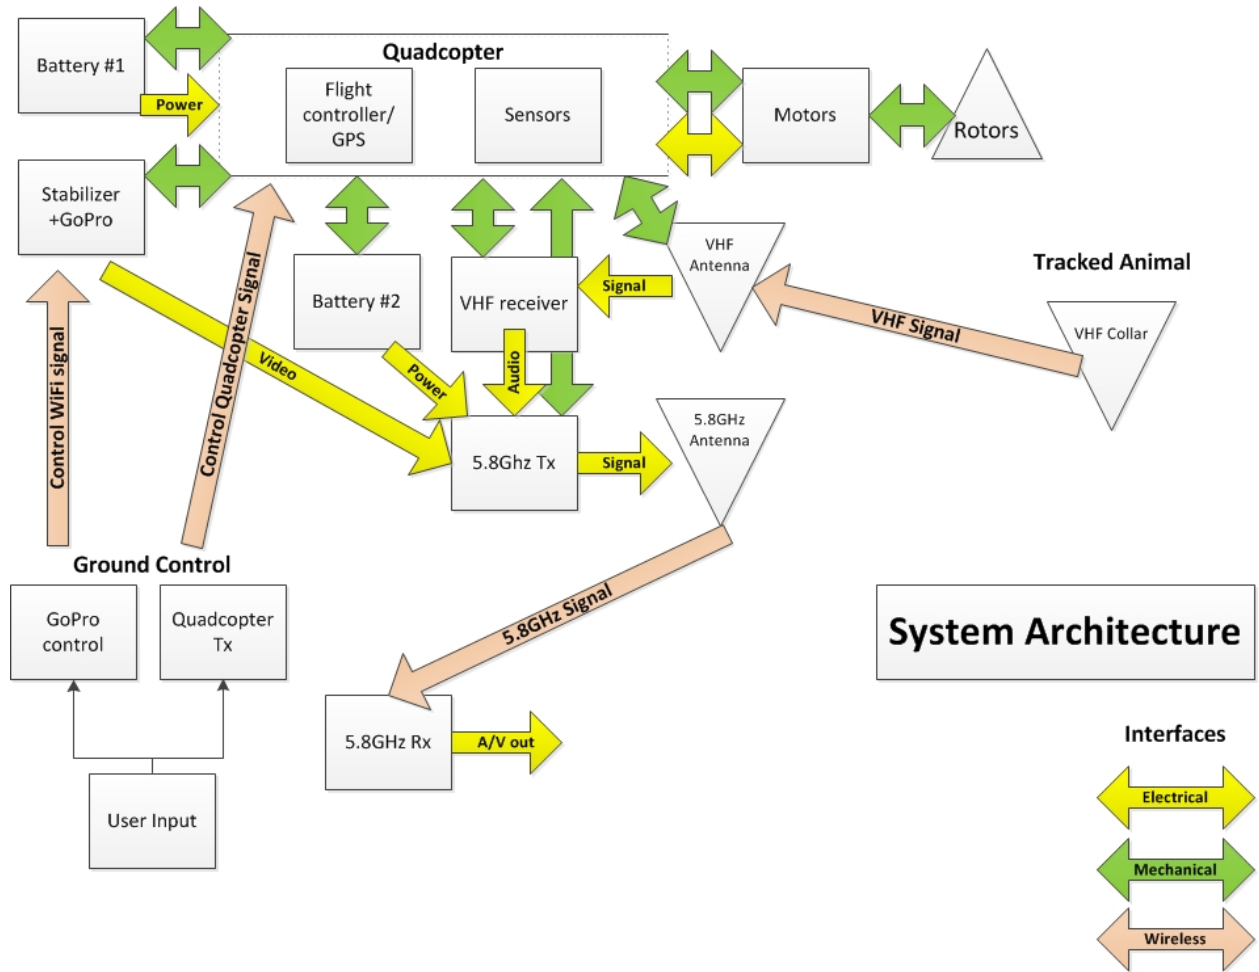 Battery #1
Power
Quadcopter
Flight
controller/
GPS
Sensors
Motors
Rotors
Stabilizer
+GoPro
Battery #2
VHF receiver
Signal
VHF
Antenna
VHF Signal
Tracked Animal
VHF Collar
Control WiFi signal
Control Quadcopter Signal
Video
Power
Audio
5.8Ghz Tx
Signal
5.8GHz
Antenna
5.8GHz Signal
Ground Control
GoPro
control
Quadcopter
Tx
User Input
5.8GHz Rx
A/V out
System Architecture
Interfaces
Electrical
Mechanical
Wireless